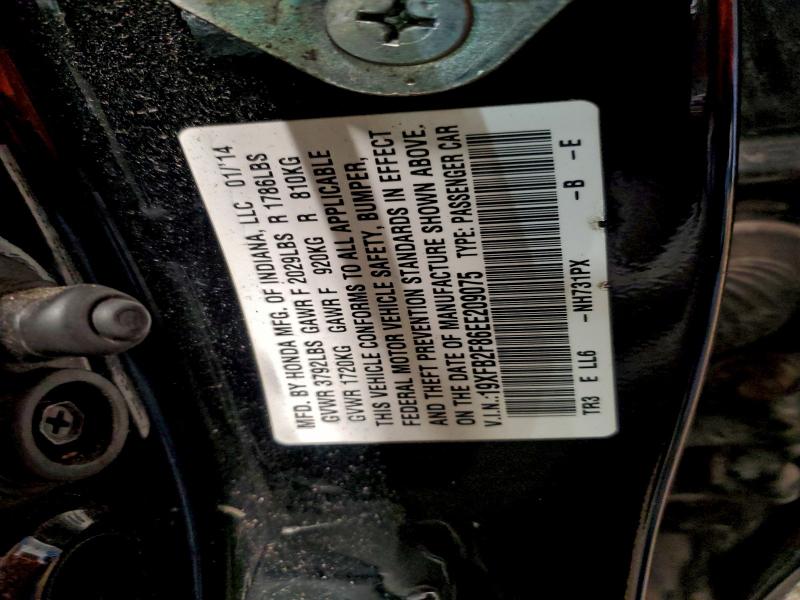 MFD. BY HONDA MFG. OF INDIANA, LLC 01/'14
GVWR 3792LBS GAWR F 2029LBS R 1786LBS
GVWR 1720KG GAWR F 920KG R 810KG
THIS VEHICLE CONFORMS TO ALL APPLICABLE
FEDERAL MOTOR VEHICLE SAFETY, BUMPER,
AND THEFT PREVENTION STANDARDS IN EFFECT
ON THE DATE OF MANUFACTURE SHOWN ABOVE.
V.I.N.:19XFB2F86EE209075 TYPE: PASSENGER CAR
TR3 E LL6 -NH731PX -B -E